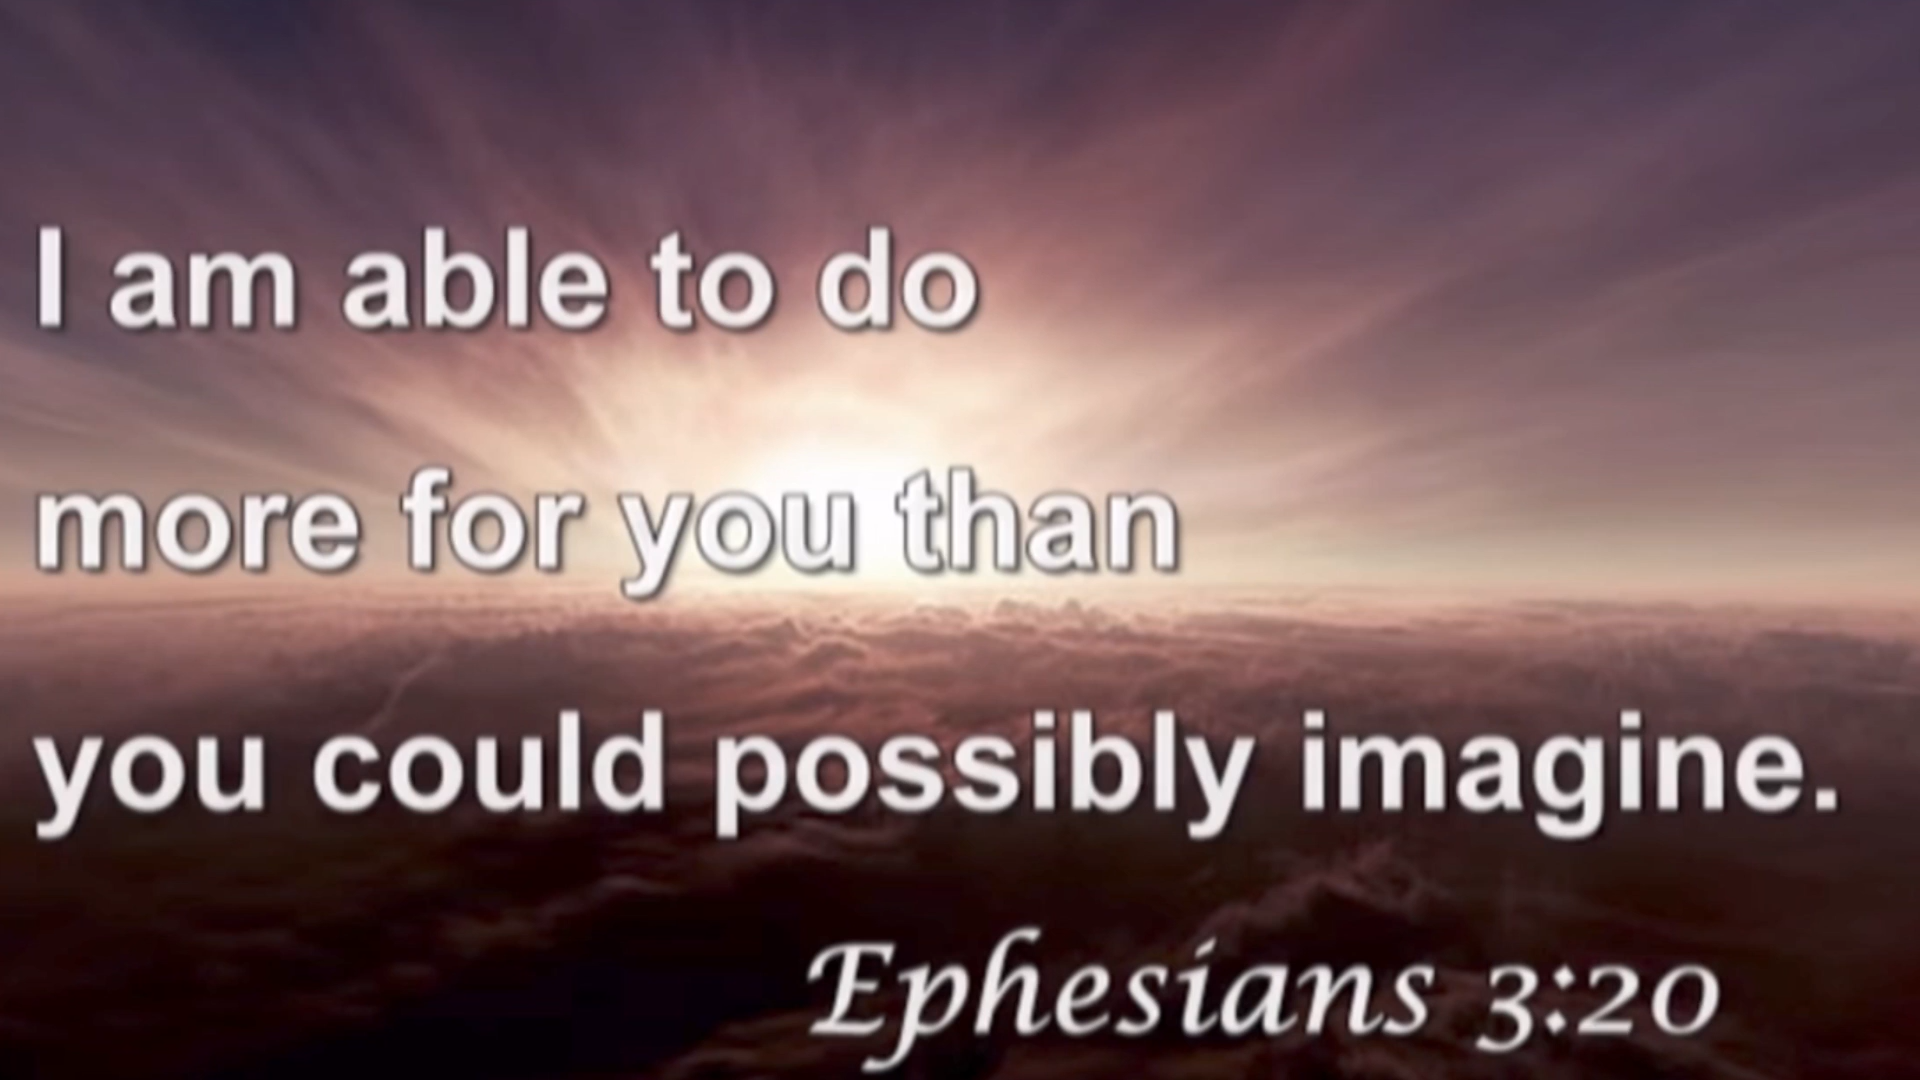 I am able to do
more for you than
you could possibly imagine.
Ephesians 3:20